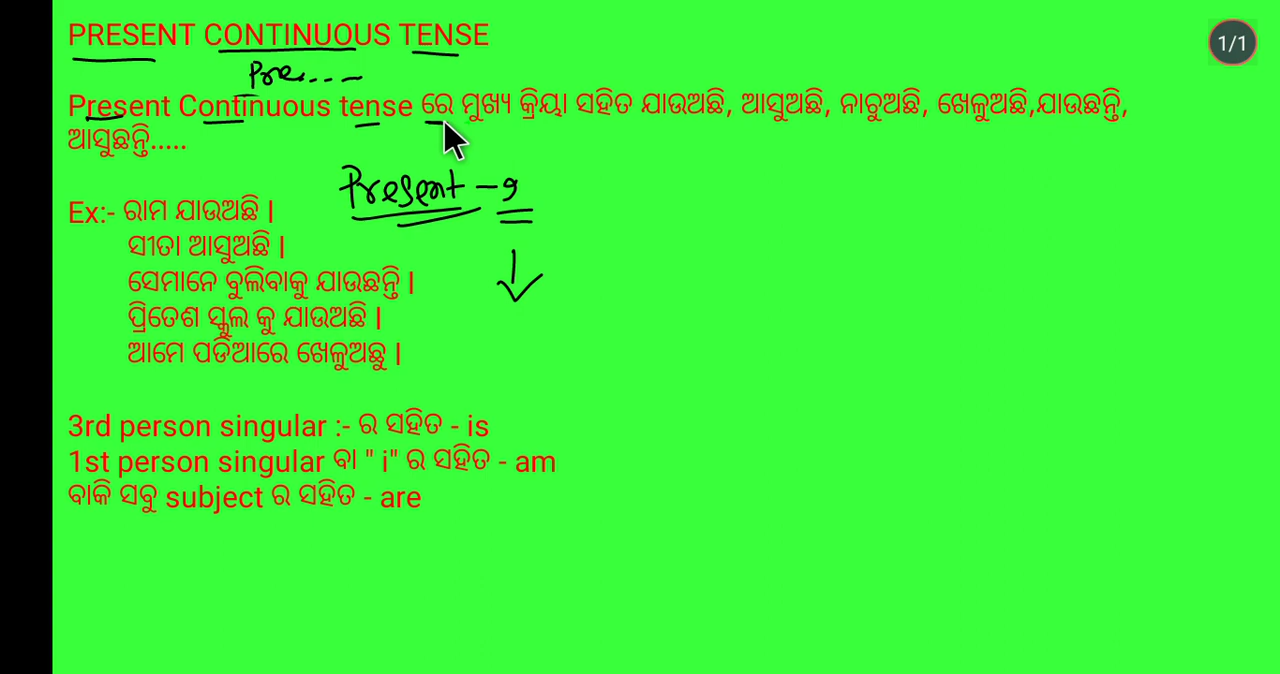 PRESENT CONTINUOUS TENSE
1/1
Pre....
Present Continuous tense ରେ ମୁଖ୍ୟ କ୍ରିୟା ସହିତ ଯାଉଅଛି, ଆସୁଅଛି, ନାଚୁଅଛି, ଖେଳୁଅଛି,ଯାଉଛନ୍ତି,
ଆସୁଛନ୍ତି.....
Present - ୨
Ex:- ରାମ ଯାଉଅଛି |
ସୀତା ଆସୁଅଛି |
ସେମାନେ ବୁଲିବାକୁ ଯାଉଛନ୍ତି |
ପ୍ରିତେଶ ସ୍କୁଲ କୁ ଯାଉଅଛି |
ଆମେ ପଡିଆରେ ଖେଳୁଅଛୁ |
3rd person singular :- ର ସହିତ - is
1st person singular ବା " i" ର ସହିତ - am
ବାକି ସବୁ subject ର ସହିତ - are